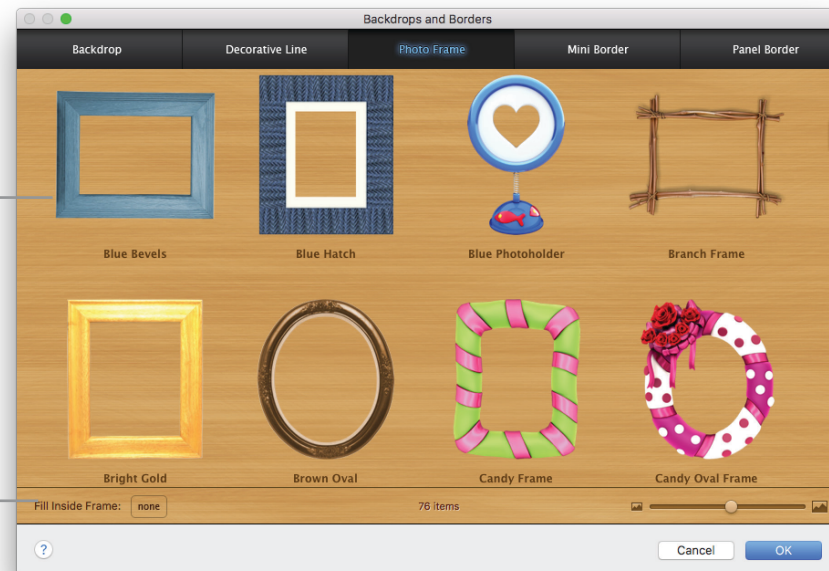 Backdrops and Borders
Backdrop Decorative Line Photo Frame Mini Border Panel Border
Blue Bevels Blue Hatch Blue Photoholder Branch Frame
Bright Gold Brown Oval Candy Frame Candy Oval Frame
Fill Inside Frame: none 76 items
? Cancel OK